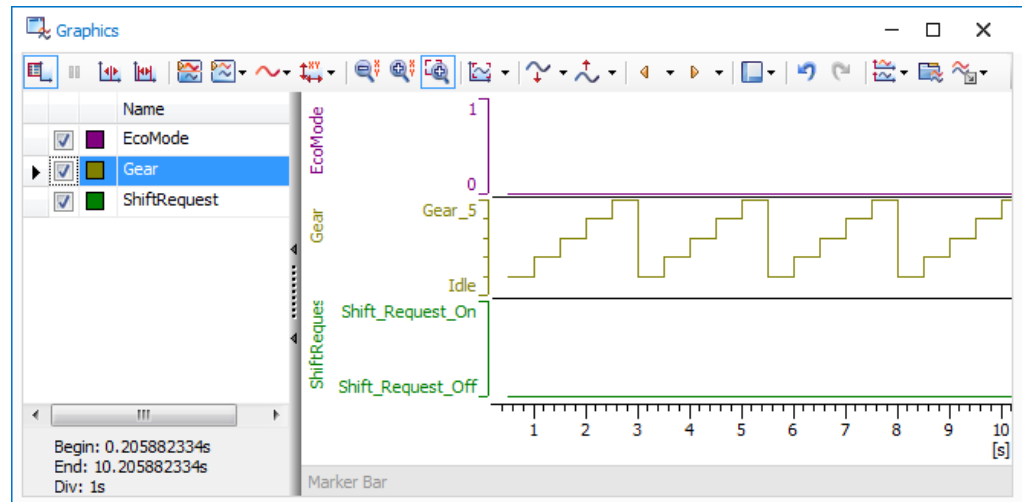 Graphics
Name
EcoMode
Gear
ShiftRequest
Begin: 0.205882334s
End: 10.205882334s
Div: 1s
EcoMode
1
0
Gear
Gear_5
Idle
ShiftReques
Shift_Request_On
Shift_Request_Off
1 2 3 4 5 6 7 8 9 10
[s]
Marker Bar